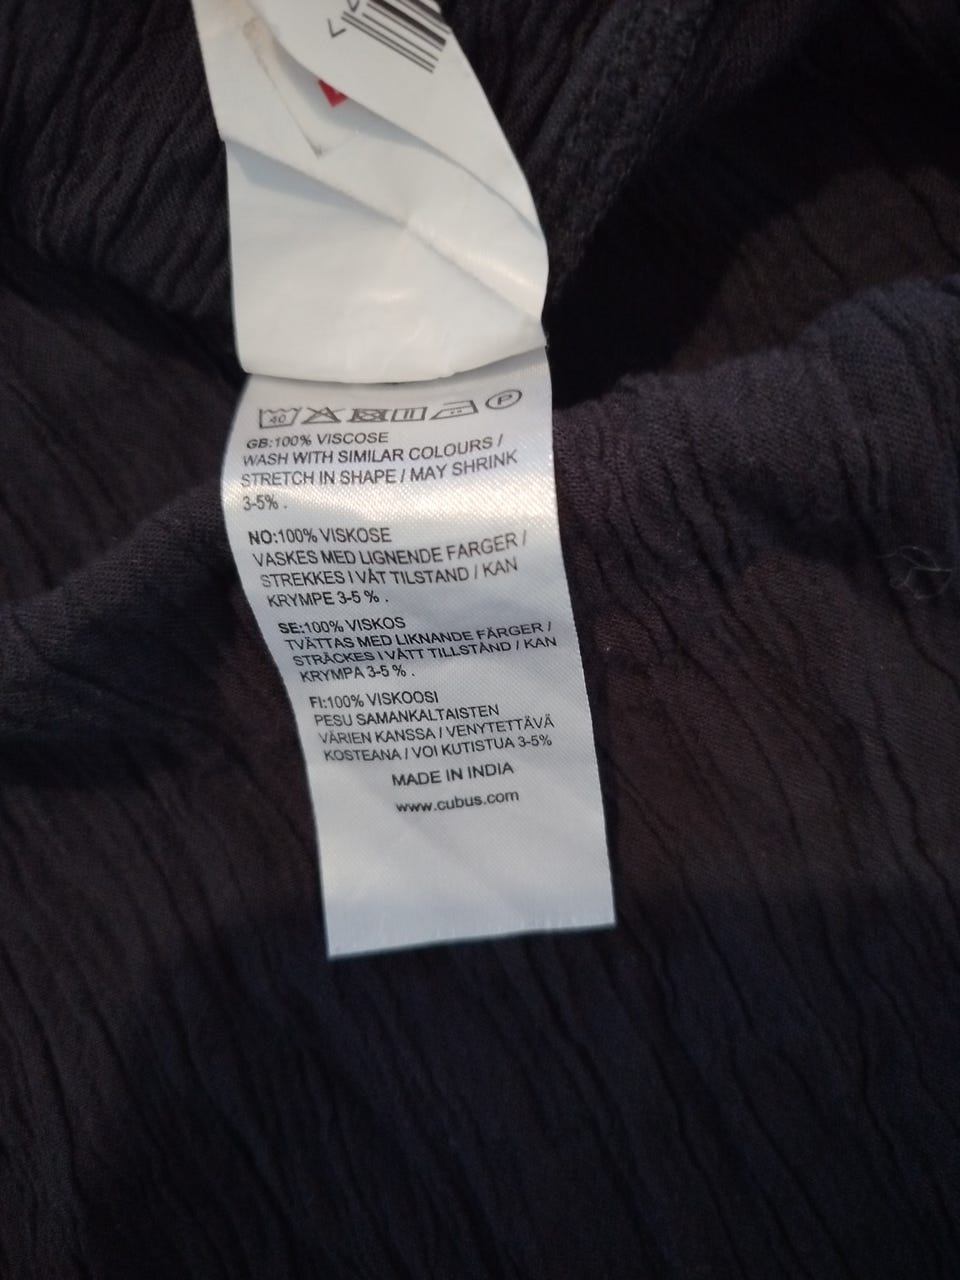 40 P
GB:100% VISCOSE
WASH WITH SIMILAR COLOURS /
STRETCH IN SHAPE / MAY SHRINK
3-5% .
NO:100% VISKOSE
VASKES MED LIGNENDE FARGER /
STREKKES I VÅT TILSTAND / KAN
KRYMPE 3-5 % .
SE:100% VISKOS
TVÄTTAS MED LIKNANDE FÄRGER /
STRÄCKES I VÅTT TILLSTÅND / KAN
KRYMPA 3-5 % .
FI:100% VISKOOSI
PESU SAMANKALTAISTEN
VÄRIEN KANSSA / VENYTETTÄVÄ
KOSTEANA / VOI KUTISTUA 3-5%
MADE IN INDIA
www.cubus.com